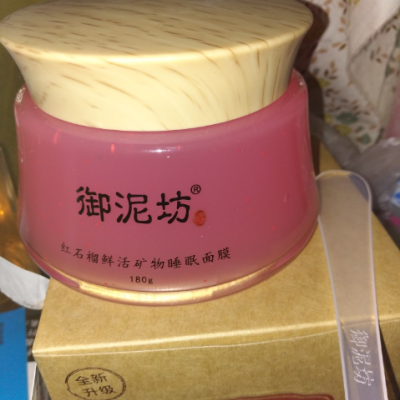 御泥坊®
红石榴鲜活矿物睡眠面膜
180g
御泥坊
全新
升级